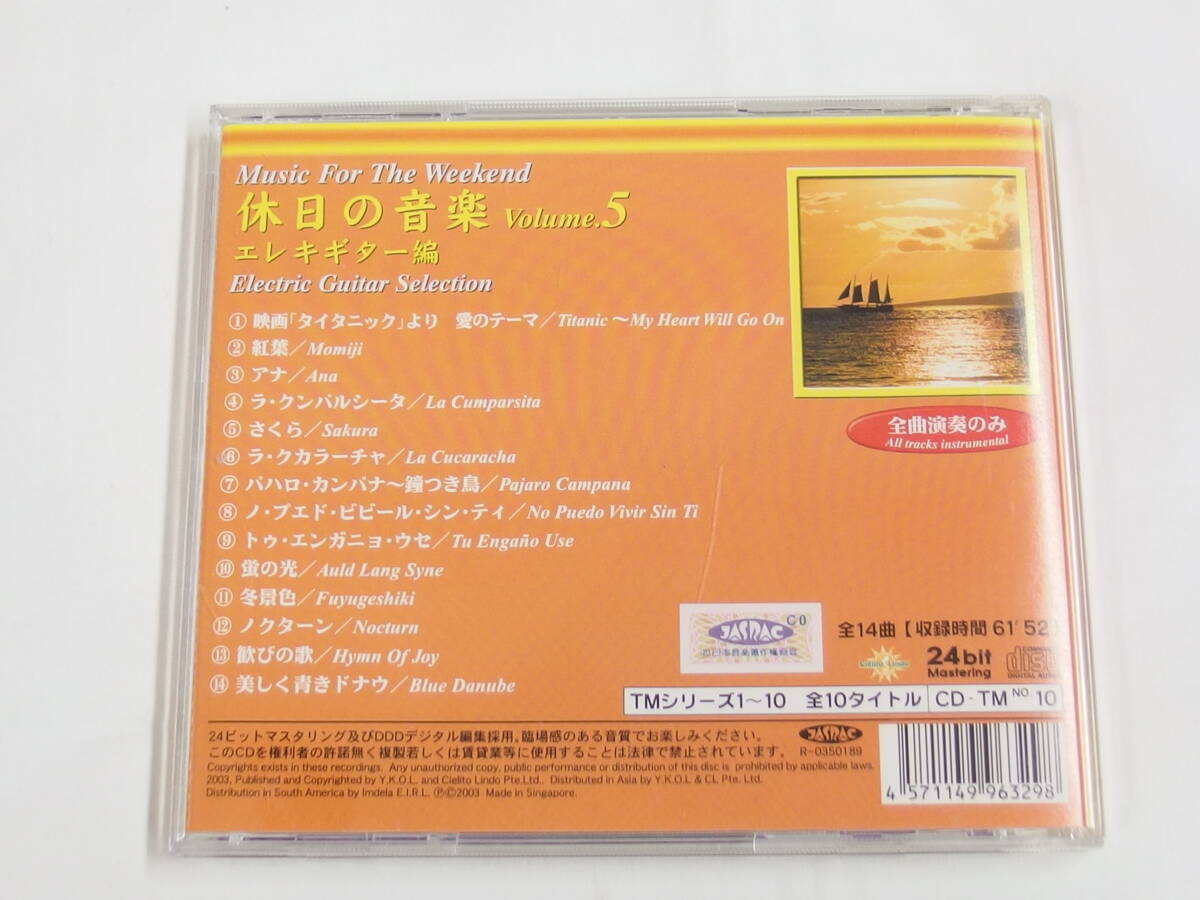 Music For The Weekend
休日の音楽 Volume.5
エレキギター編
Electric Guitar Selection
① 映画「タイタニック」より 愛のテーマ/Titanic ～My Heart Will Go On
② 紅葉/Momiji
③ アナ/Ana
④ ラ・クンパルシータ/La Cumparsita
⑤ さくら/Sakura
⑥ ラ・クカラーチャ/La Cucaracha
⑦ パハロ・カンパナ～鐘つき鳥/Pajaro Campana
⑧ ノ・プエド・ビビール・シン・ティ/No Puedo Vivir Sin Ti
⑨ トゥ・エンガニョ・ウセ/Tu Engaño Use
⑩ 蛍の光/Auld Lang Syne
⑪ 冬景色/Fuyugeshiki
⑫ ノクターン/Nocturn
⑬ 歓びの歌/Hymn Of Joy
⑭ 美しく青きドナウ/Blue Danube
全曲演奏のみ
All tracks instrumental
JASRAC
C0
全14曲【収録時間 61'52】
Cielito Lindo
24bit
Mastering
disc
DIGITAL AUDIO
TMシリーズ1～10 全10タイトル CD-TM NO.10
24ビットマスタリング及びDDDデジタル編集採用。臨場感のある音質でお楽しみください。
このCDを権利者の許諾無く複製若しくは賃貸業等に使用することは法律で禁止されています。
JASRAC
R-0350189
Copyrights exists in these recordings. Any unauthorized copy, public performance or distribution of this disc is prohibited by applicable laws.
2003, Published and Copyrighted by Y.K.O.L. and Cielito Lindo Pte.Ltd.. Distributed in Asia by Y.K.O.L & CL Pte. Ltd.
Distribution in South America by Imdela E.I.R.L. ℗©2003 Made in Singapore.
4 571149 963298